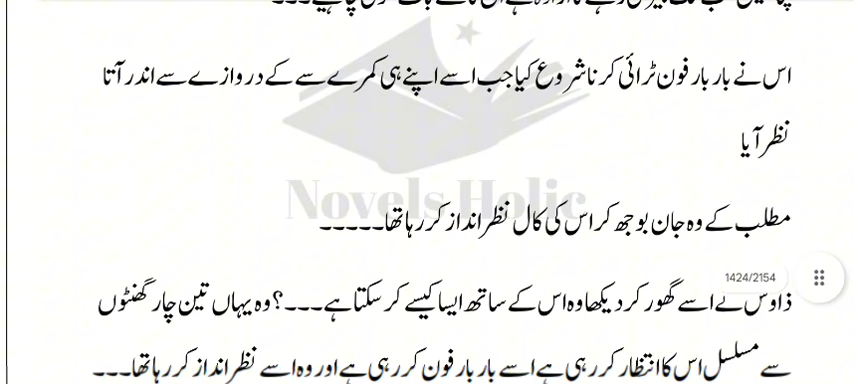 اس نے بار بار فون ٹرائی کرنا شروع کیا جب اسے اپنے ہی کمرے سے کے دروازے سے اندر آتا
نظر آیا
Novels Holic
مطلب کے وہ جان بوجھ کر اس کی کال نظر انداز کر رہا تھا۔۔۔۔۔
1424/2154
ذاوس نے اسے گھور کر دیکھا وہ اس کے ساتھ ایسا کیسے کر سکتا ہے۔۔۔؟ وہ یہاں تین چار گھنٹوں
سے مسلسل اس کا انتظار کر رہی ہے اسے بار بار فون کر رہی ہے اور وہ اسے نظر انداز کر رہا تھا۔۔۔